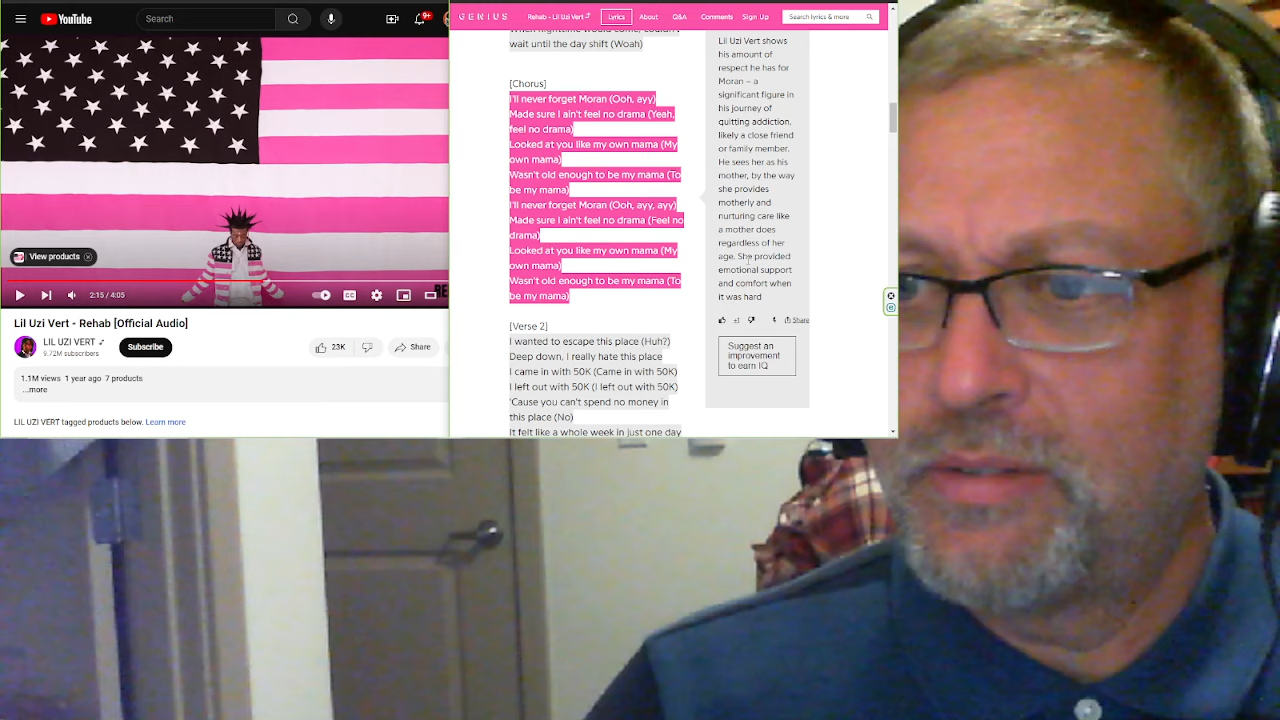 YouTube
Search
9+
View products
2:15 / 4:05
Lil Uzi Vert - Rehab [Official Audio]
LIL UZI VERT
9.72M subscribers
Subscribe
23K
Share
1.1M views 1 year ago 7 products
...more
LIL UZI VERT tagged products below. Learn more
GENIUS
Rehab - Lil Uzi Vert
Lyrics
About
Q&A
Comments
Sign Up
Search lyrics & more
wait until the day shift (Woah)
[Chorus]
I'll never forget Moran (Ooh, ayy)
Made sure I ain't feel no drama (Yeah,
feel no drama)
Looked at you like my own mama (My
own mama)
Wasn't old enough to be my mama (To
be my mama)
I'll never forget Moran (Ooh, ayy, ayy)
Made sure I ain't feel no drama (Feel no
drama)
Looked at you like my own mama (My
own mama)
Wasn't old enough to be my mama (To
be my mama)
[Verse 2]
I wanted to escape this place (Huh?)
Deep down, I really hate this place
I came in with 50K (Came in with 50K)
I left out with 50K (I left out with 50K)
'Cause you can't spend no money in
this place (No)
It felt like a whole week in just one day
Lil Uzi Vert shows
his amount of
respect he has for
Moran – a
significant figure in
his journey of
quitting addiction,
likely a close friend
or family member.
He sees her as his
mother, by the way
she provides
motherly and
nurturing care like
a mother does
regardless of her
age. She provided
emotional support
and comfort when
it was hard
Share
Suggest an
improvement
to earn IQ